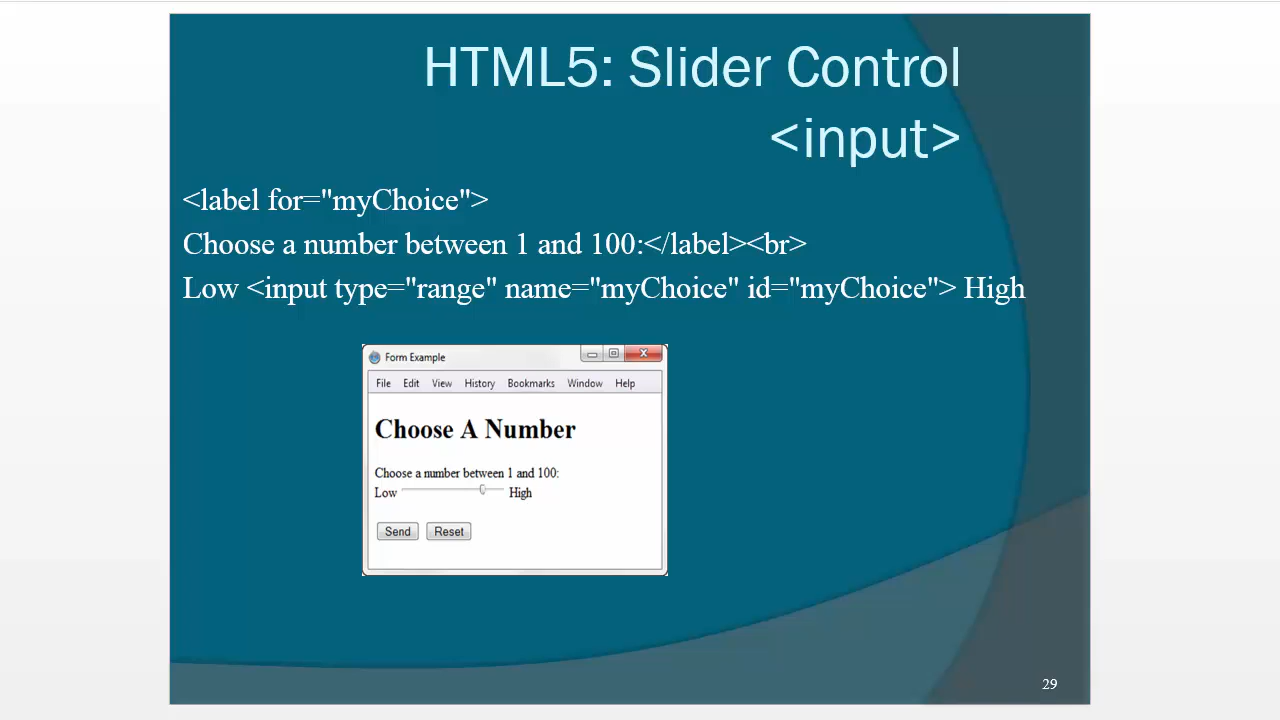 HTML5: Slider Control
<input>
<label for="myChoice">
Choose a number between 1 and 100:</label><br>
Low <input type="range" name="myChoice" id="myChoice"> High
Form Example
File Edit View History Bookmarks Window Help
Choose A Number
Choose a number between 1 and 100:
Low High
Send Reset
29